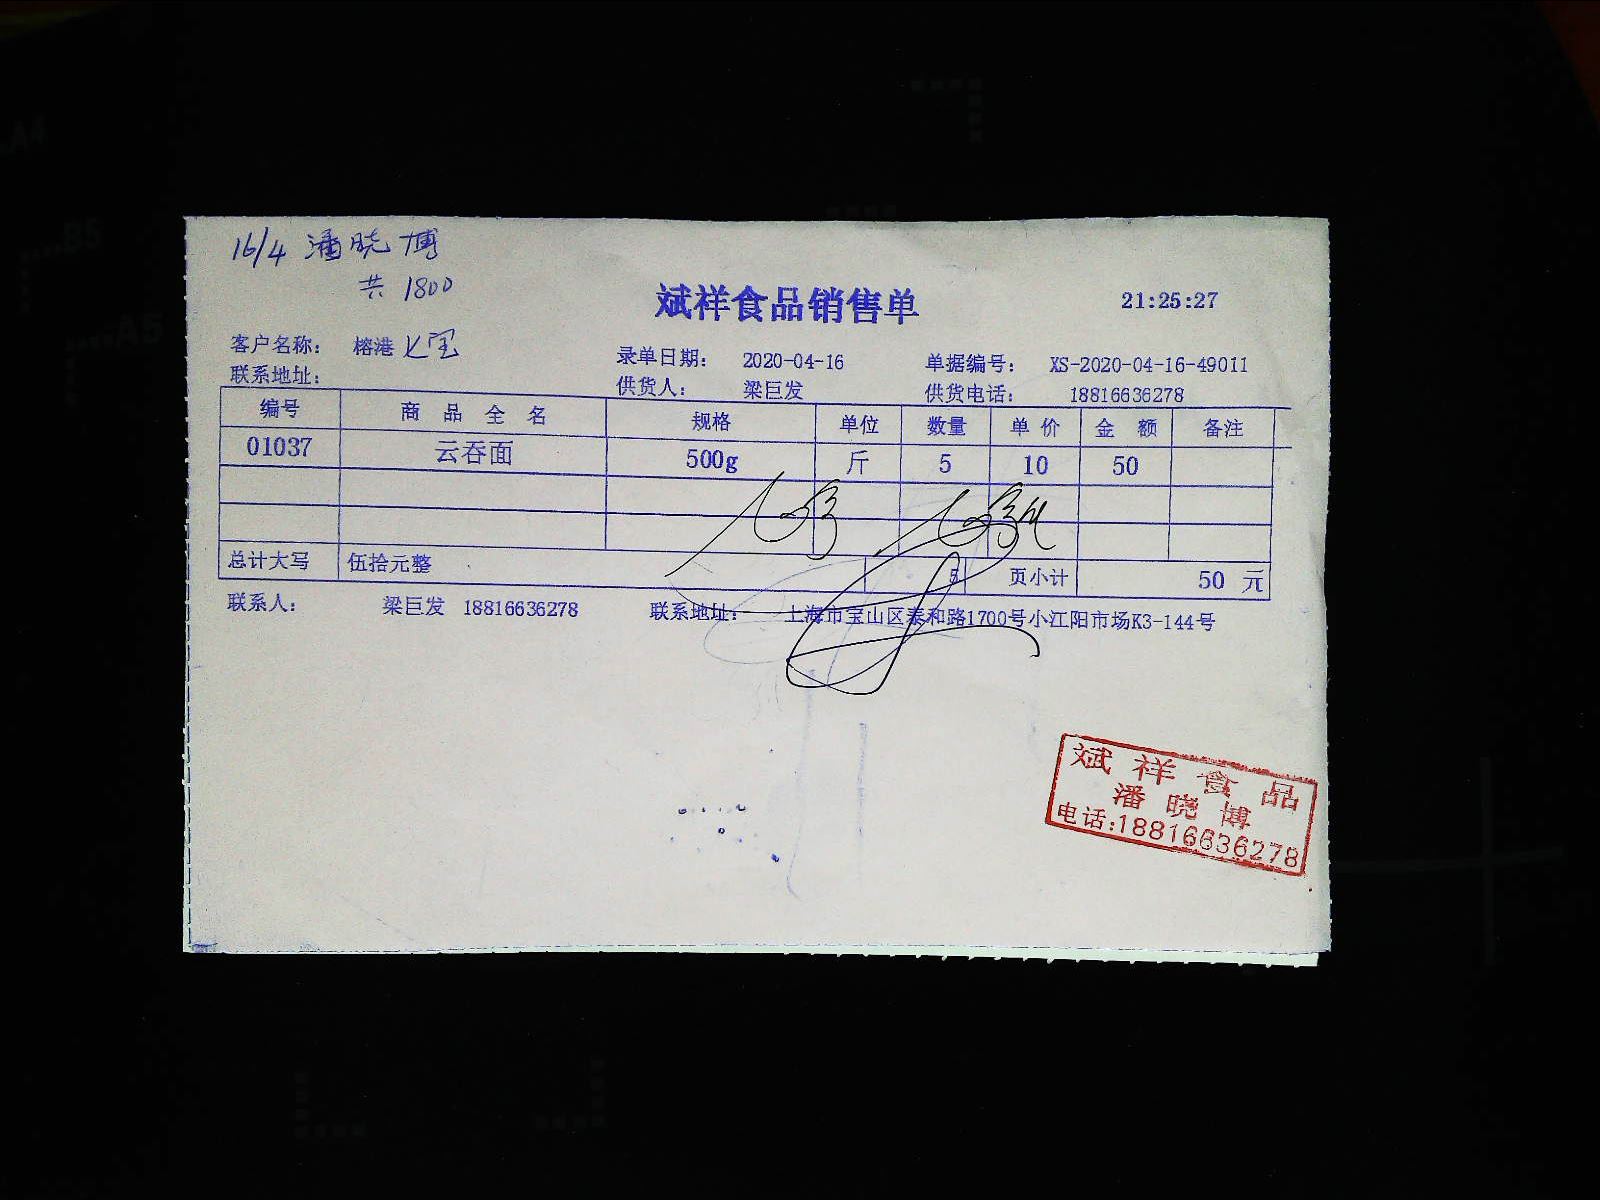 16/4 潘晓博
共 1800
斌祥食品销售单 21:25:27
客户名称： 榕港 七宝
录单日期： 2020-04-16 单据编号： XS-2020-04-16-49011
联系地址：
供货人： 梁巨发 供货电话： 18816636278
编号 商品全名 规格 单位 数量 单价 金额 备注
01037 云吞面 500g 斤 5 10 50
总计大写 伍拾元整 5 页小计 50 元
联系人： 梁巨发 18816636278 联系地址： 上海市宝山区泰和路1700号小江阳市场K3-144号
斌祥食品
潘晓博
电话:18816636278
A4
B5
A5